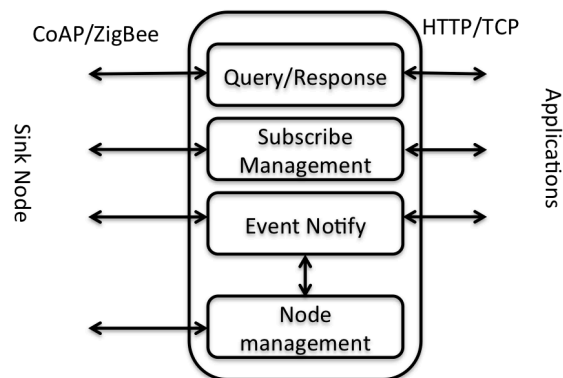 CoAP/ZigBee
HTTP/TCP
Query/Response
Subscribe
Management
Sink Node
Applications
Event Notify
Node
management